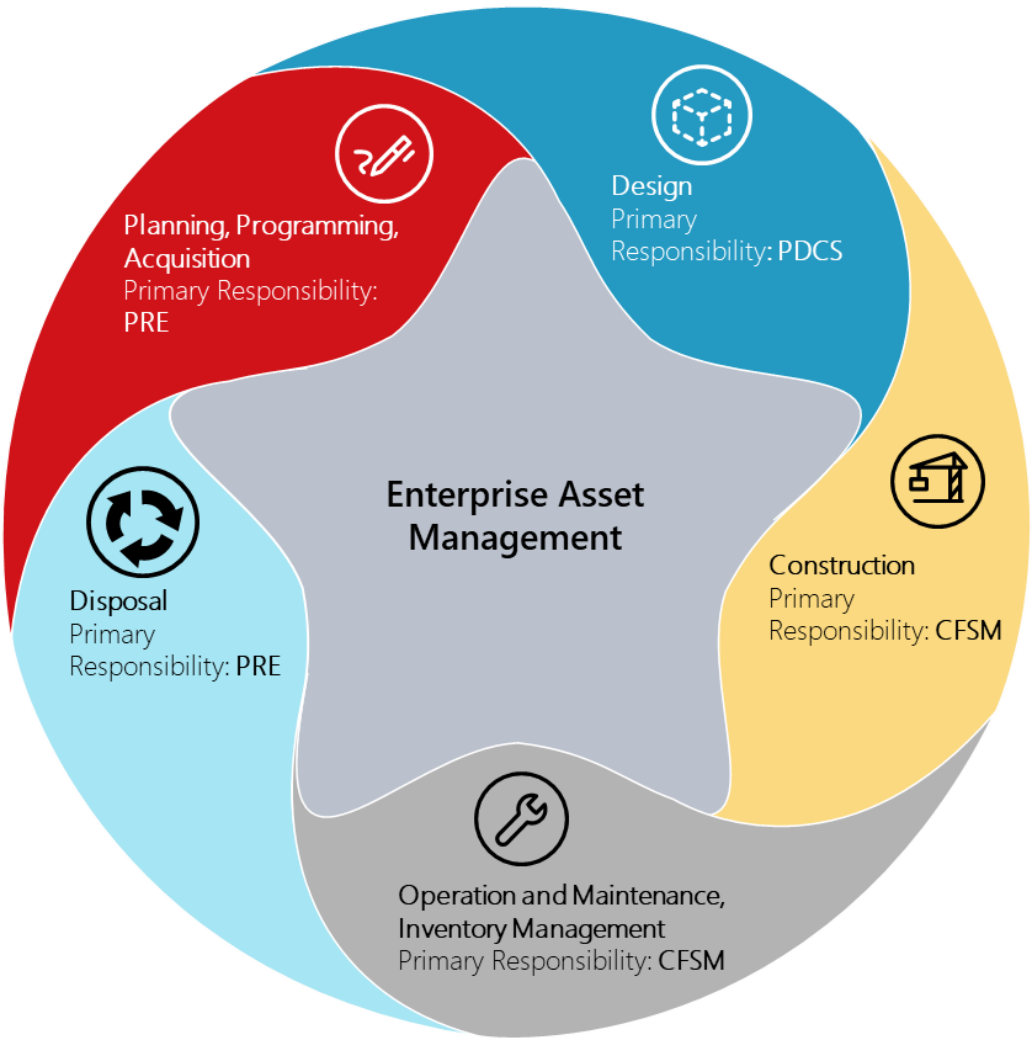 Planning, Programming,
Acquisition
Primary Responsibility:
PRE
Design
Primary
Responsibility: PDCS
Enterprise Asset
Management
Construction
Primary
Responsibility: CFSM
Disposal
Primary
Responsibility: PRE
Operation and Maintenance,
Inventory Management
Primary Responsibility: CFSM